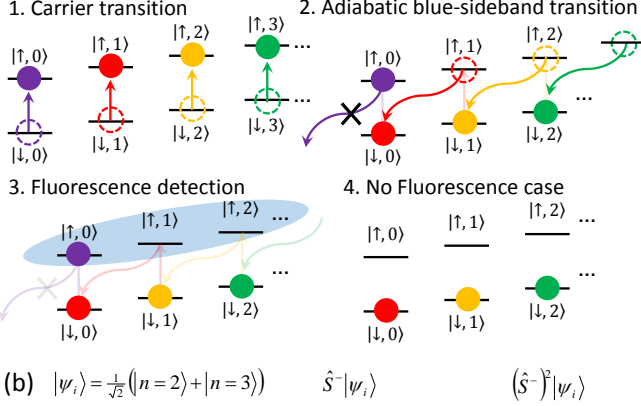 1. Carrier transition
|↑, 0⟩ |↑, 1⟩ |↑, 2⟩ |↑, 3⟩ ...
|↓, 0⟩ |↓, 1⟩ |↓, 2⟩ |↓, 3⟩ ...
2. Adiabatic blue-sideband transition
|↑, 0⟩ |↑, 1⟩ |↑, 2⟩
|↓, 0⟩ |↓, 1⟩ |↓, 2⟩ ...
3. Fluorescence detection
|↑, 0⟩ |↑, 1⟩ |↑, 2⟩ ...
|↓, 0⟩ |↓, 1⟩ |↓, 2⟩ ...
4. No Fluorescence case
|↑, 0⟩ |↑, 1⟩ |↑, 2⟩ ...
|↓, 0⟩ |↓, 1⟩ |↓, 2⟩ ...
(b) |ψ_i⟩ = 1/√2 (|n = 2⟩ + |n = 3⟩) Ŝ⁻|ψ_i⟩ (Ŝ⁻)²|ψ_i⟩